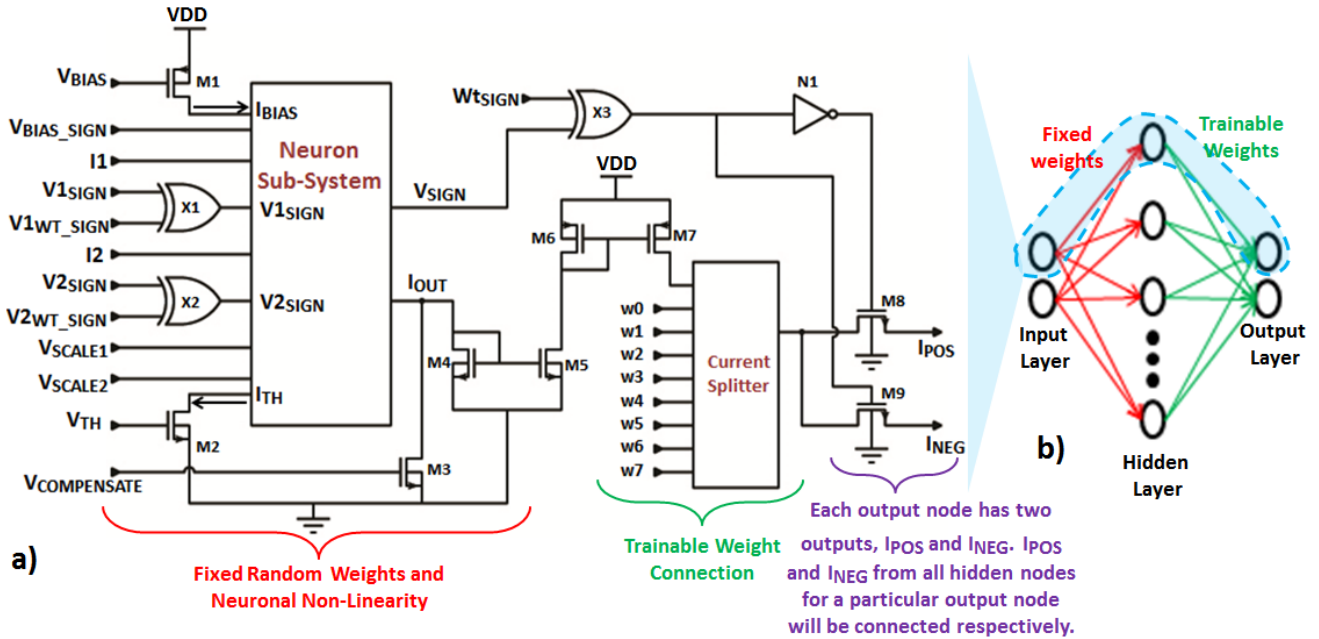 VDD
VBIAS
M1
IBIAS
VBIAS_SIGN
I1
Neuron
Sub-System
V1SIGN
V1WT_SIGN
X1
V1SIGN
I2
V2SIGN
V2WT_SIGN
X2
V2SIGN
VSCALE1
VSCALE2
ITH
VTH
M2
VCOMPENSATE
M3
VSIGN
IOUT
M4
M5
WtSIGN
X3
N1
VDD
M6
M7
w0
w1
w2
w3
w4
w5
w6
w7
Current
Splitter
M8
IPOS
M9
INEG
a)
Fixed Random Weights and
Neuronal Non-Linearity
Trainable Weight
Connection
Each output node has two
outputs, IPOS and INEG. IPOS
and INEG from all hidden nodes
for a particular output node
will be connected respectively.
Fixed
weights
Trainable
Weights
Input
Layer
Output
Layer
Hidden
Layer
b)